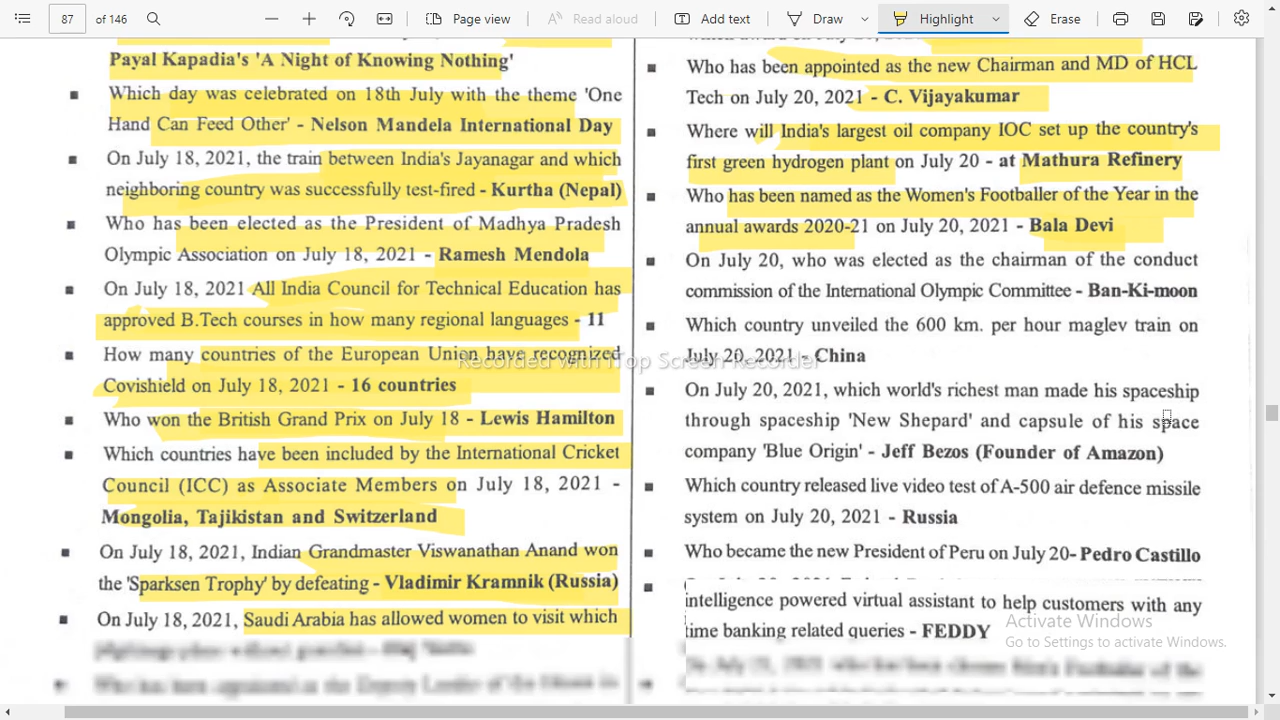 87 of 146 Page view Read aloud Add text Draw Highlight Erase
Payal Kapadia's 'A Night of Knowing Nothing'
Which day was celebrated on 18th July with the theme 'One
Hand Can Feed Other' - Nelson Mandela International Day
On July 18, 2021, the train between India's Jayanagar and which
neighboring country was successfully test-fired - Kurtha (Nepal)
Who has been elected as the President of Madhya Pradesh
Olympic Association on July 18, 2021 - Ramesh Mendola
On July 18, 2021 All India Council for Technical Education has
approved B.Tech courses in how many regional languages - 11
How many countries of the European Union have recognized
Covishield on July 18, 2021 - 16 countries
Who won the British Grand Prix on July 18 - Lewis Hamilton
Which countries have been included by the International Cricket
Council (ICC) as Associate Members on July 18, 2021 -
Mongolia, Tajikistan and Switzerland
On July 18, 2021, Indian Grandmaster Viswanathan Anand won
the 'Sparksen Trophy' by defeating - Vladimir Kramnik (Russia)
On July 18, 2021, Saudi Arabia has allowed women to visit which
Who has been appointed as the new Chairman and MD of HCL
Tech on July 20, 2021 - C. Vijayakumar
Where will India's largest oil company IOC set up the country's
first green hydrogen plant on July 20 - at Mathura Refinery
Who has been named as the Women's Footballer of the Year in the
annual awards 2020-21 on July 20, 2021 - Bala Devi
On July 20, who was elected as the chairman of the conduct
commission of the International Olympic Committee - Ban-Ki-moon
Which country unveiled the 600 km. per hour maglev train on
July 20, 2021 - China
On July 20, 2021, which world's richest man made his spaceship
through spaceship 'New Shepard' and capsule of his space
company 'Blue Origin' - Jeff Bezos (Founder of Amazon)
Which country released live video test of A-500 air defence missile
system on July 20, 2021 - Russia
Who became the new President of Peru on July 20- Pedro Castillo
intelligence powered virtual assistant to help customers with any
time banking related queries - FEDDY
Recorded with iTop Screen Recorder
Activate Windows
Go to Settings to activate Windows.